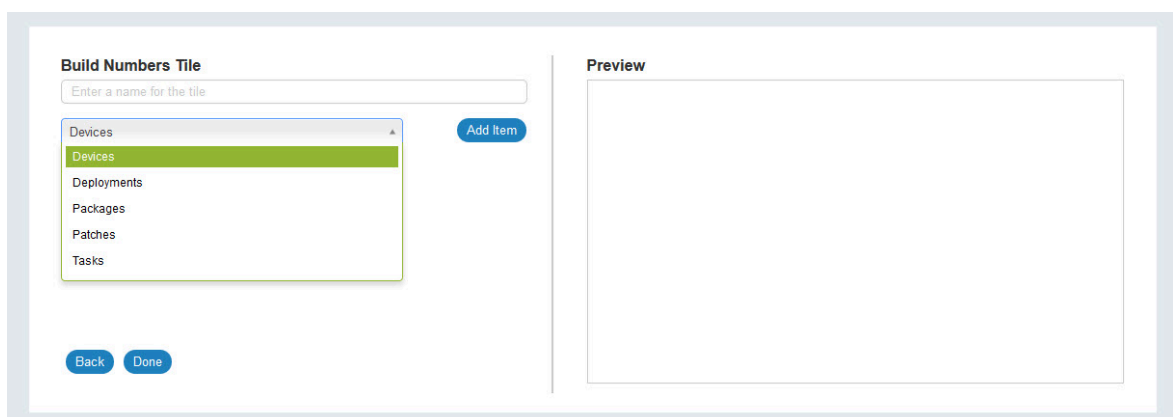 Build Numbers Tile
Enter a name for the tile
Devices
Add Item
Devices
Deployments
Packages
Patches
Tasks
Back
Done
Preview